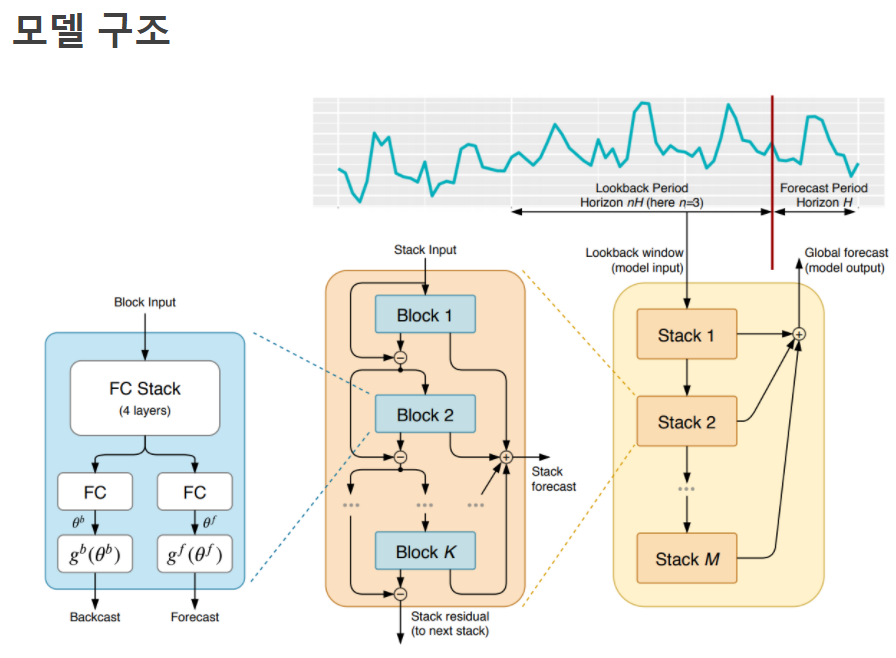 모델 구조
Lookback Period
Horizon nH (here n=3)
Forecast Period
Horizon H
Stack Input
Lookback window
(model input)
Global forecast
(model output)
Block Input
FC Stack
(4 layers)
FC
FC
θᵇ
θᶠ
gᵇ(θᵇ)
gᶠ(θᶠ)
Backcast
Forecast
Block 1
−
Block 2
−
+
Stack
forecast
...
...
...
Block K
−
Stack residual
(to next stack)
Stack 1
+
Stack 2
...
Stack M